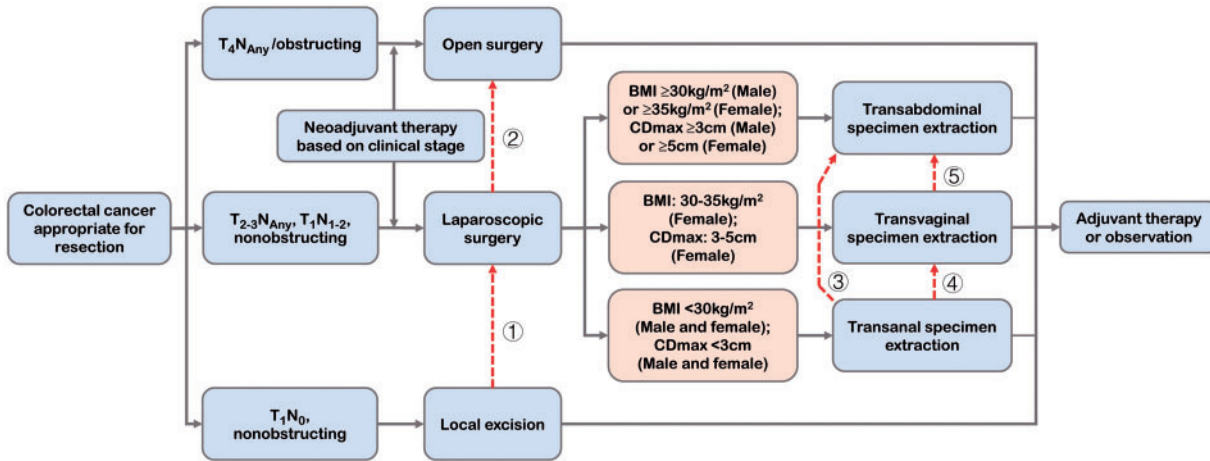 Colorectal cancer
appropriate for
resection
T₄N_Any/obstructing
Neoadjuvant therapy
based on clinical stage
T₂₋₃N_Any, T₁N₁₋₂,
nonobstructing
T₁N₀,
nonobstructing
Open surgery
②
Laparoscopic
surgery
①
Local excision
BMI ≥30kg/m² (Male)
or ≥35kg/m² (Female);
CDmax ≥3cm (Male)
or ≥5cm (Female)
BMI: 30-35kg/m²
(Female);
CDmax: 3-5cm
(Female)
BMI <30kg/m²
(Male and female);
CDmax <3cm
(Male and female)
Transabdominal
specimen extraction
⑤
Transvaginal
specimen extraction
③
④
Transanal specimen
extraction
Adjuvant therapy
or observation